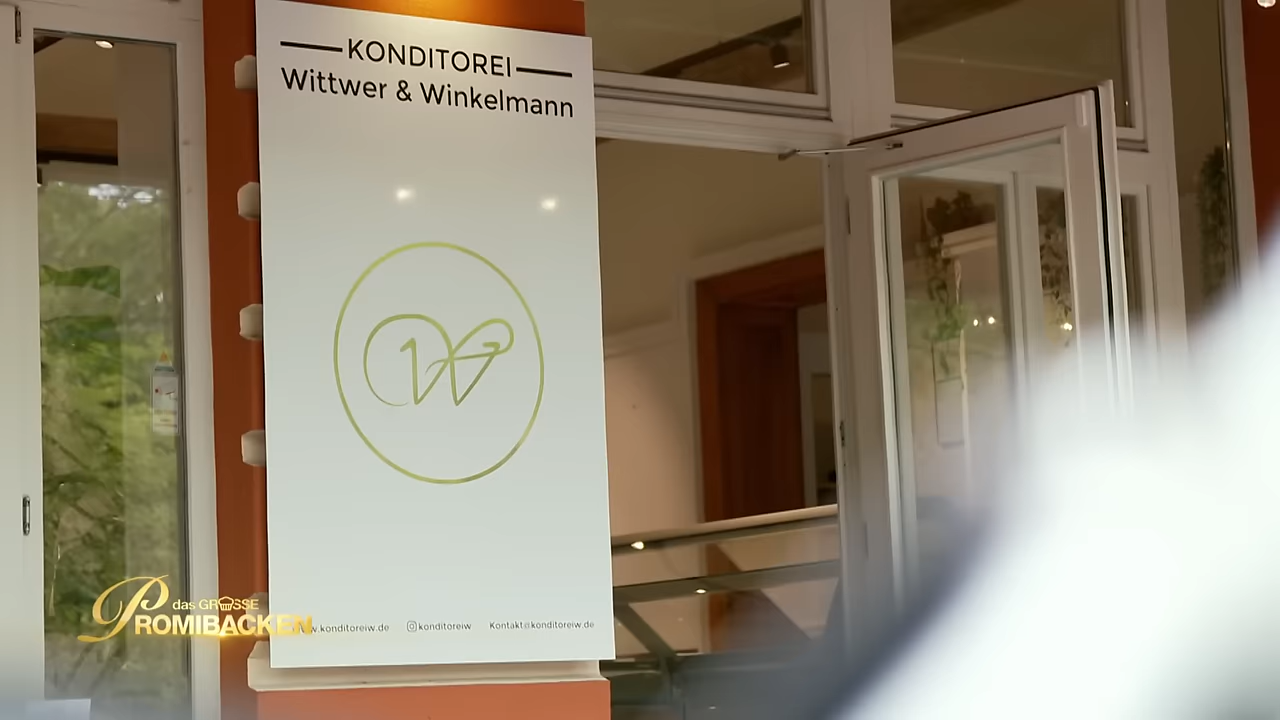 KONDITOREI
Wittwer & Winkelmann
W
das GROSSE
PROMIBACKEN
w.konditoreiw.de
konditoreiw
Kontakt@konditoreiw.de